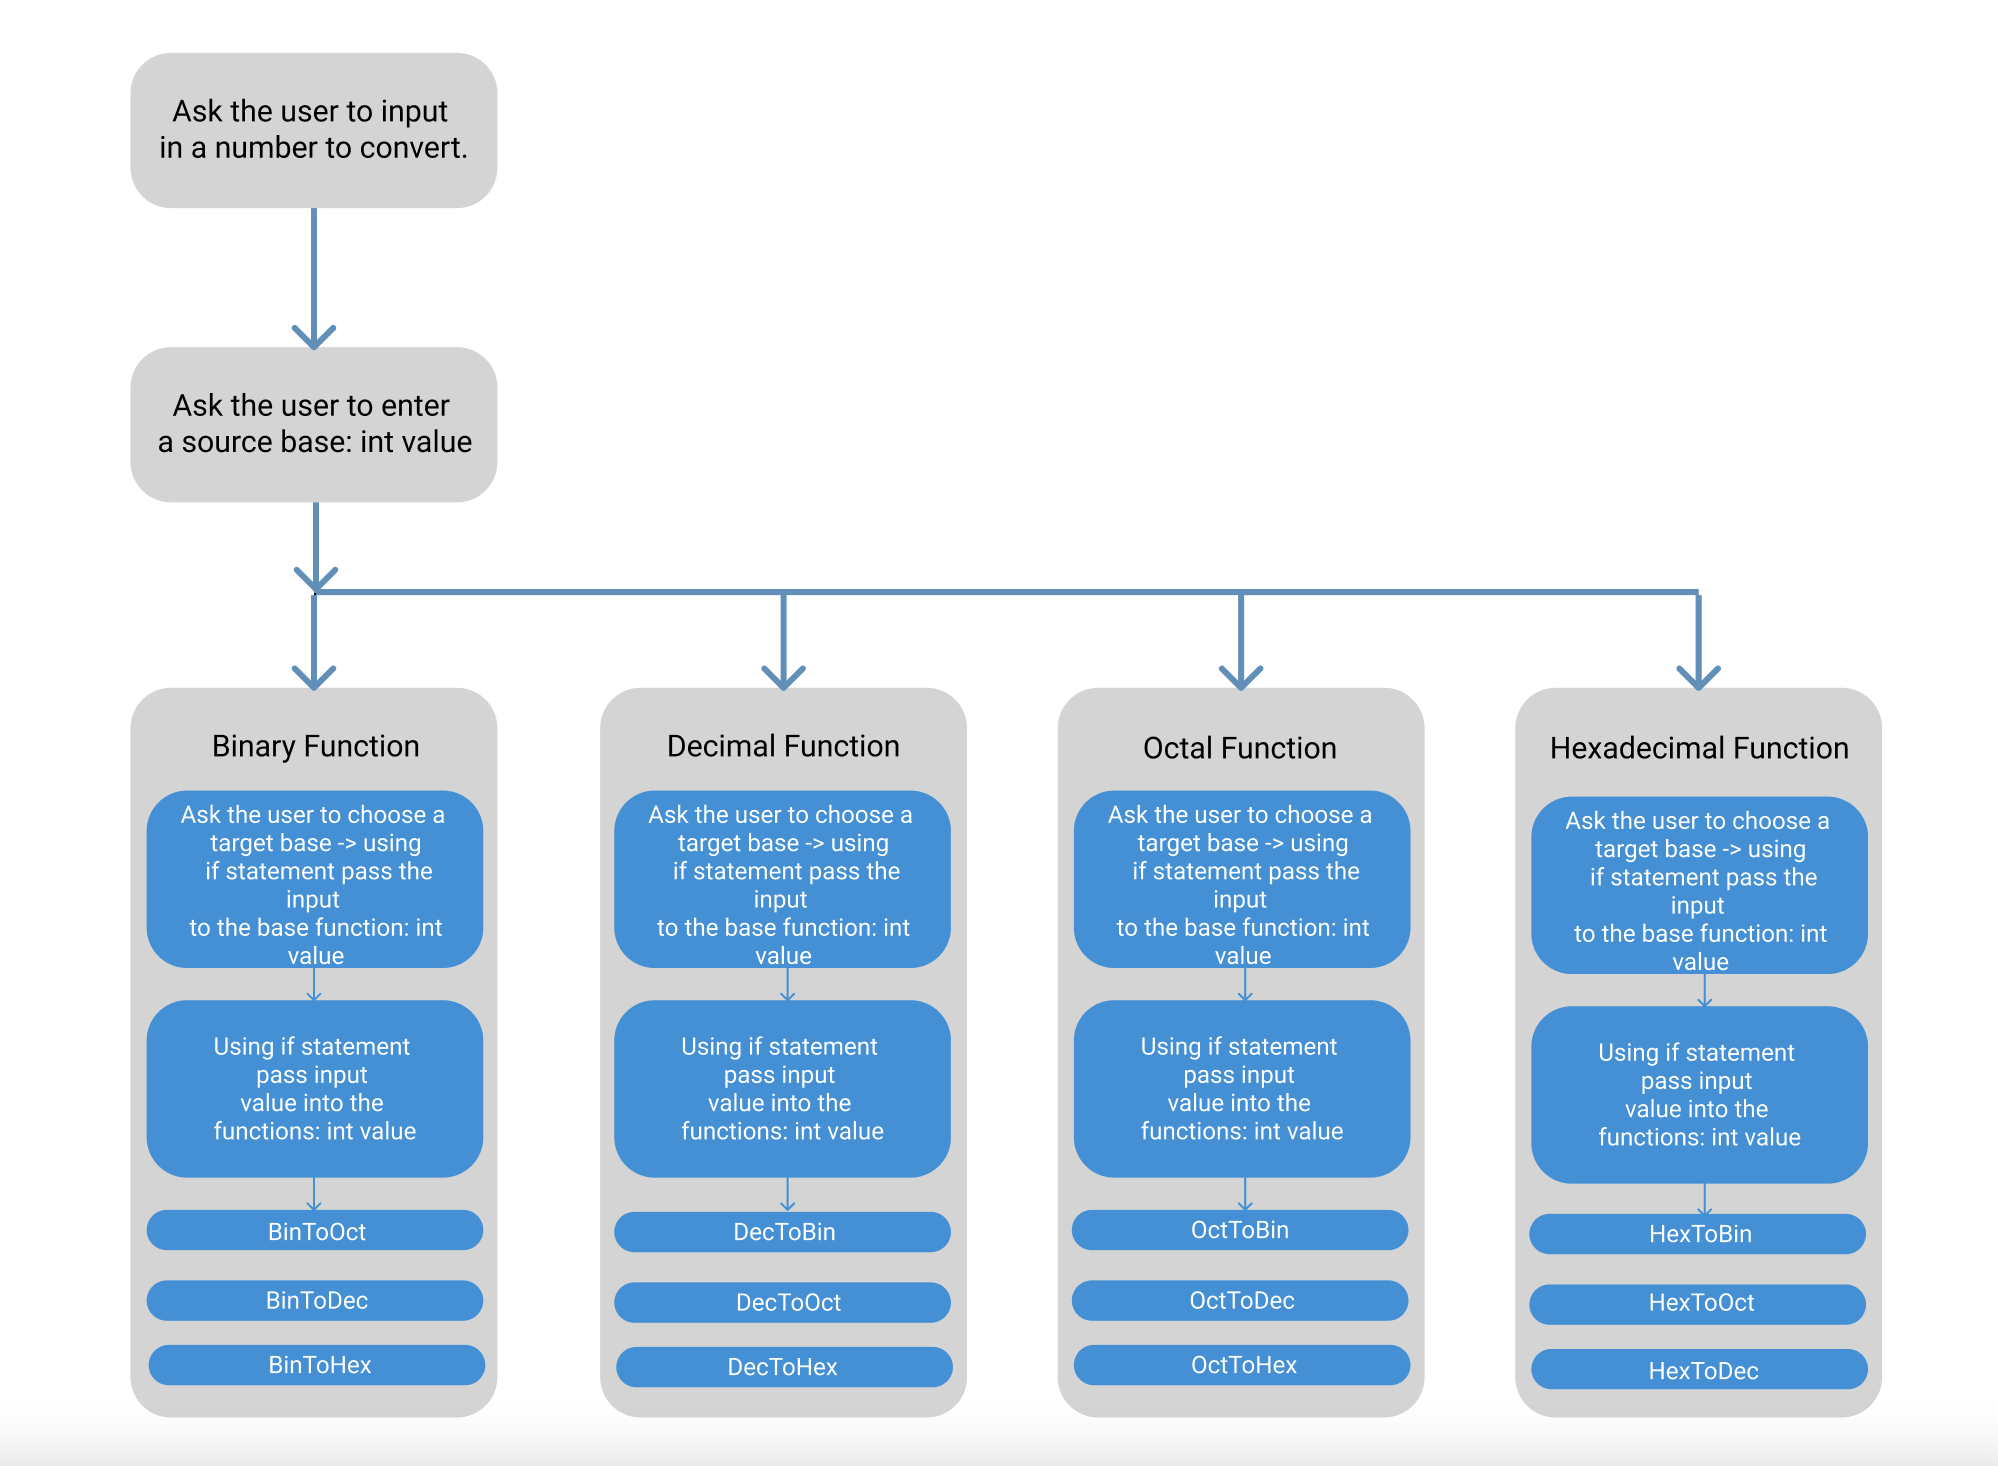 Ask the user to input
in a number to convert.
Ask the user to enter
a source base: int value
Binary Function
Ask the user to choose a
target base -> using
if statement pass the
input
to the base function: int
value
Using if statement
pass input
value into the
functions: int value
BinToOct
BinToDec
BinToHex
Decimal Function
Ask the user to choose a
target base -> using
if statement pass the
input
to the base function: int
value
Using if statement
pass input
value into the
functions: int value
DecToBin
DecToOct
DecToHex
Octal Function
Ask the user to choose a
target base -> using
if statement pass the
input
to the base function: int
value
Using if statement
pass input
value into the
functions: int value
OctToBin
OctToDec
OctToHex
Hexadecimal Function
Ask the user to choose a
target base -> using
if statement pass the
input
to the base function: int
value
Using if statement
pass input
value into the
functions: int value
HexToBin
HexToOct
HexToDec